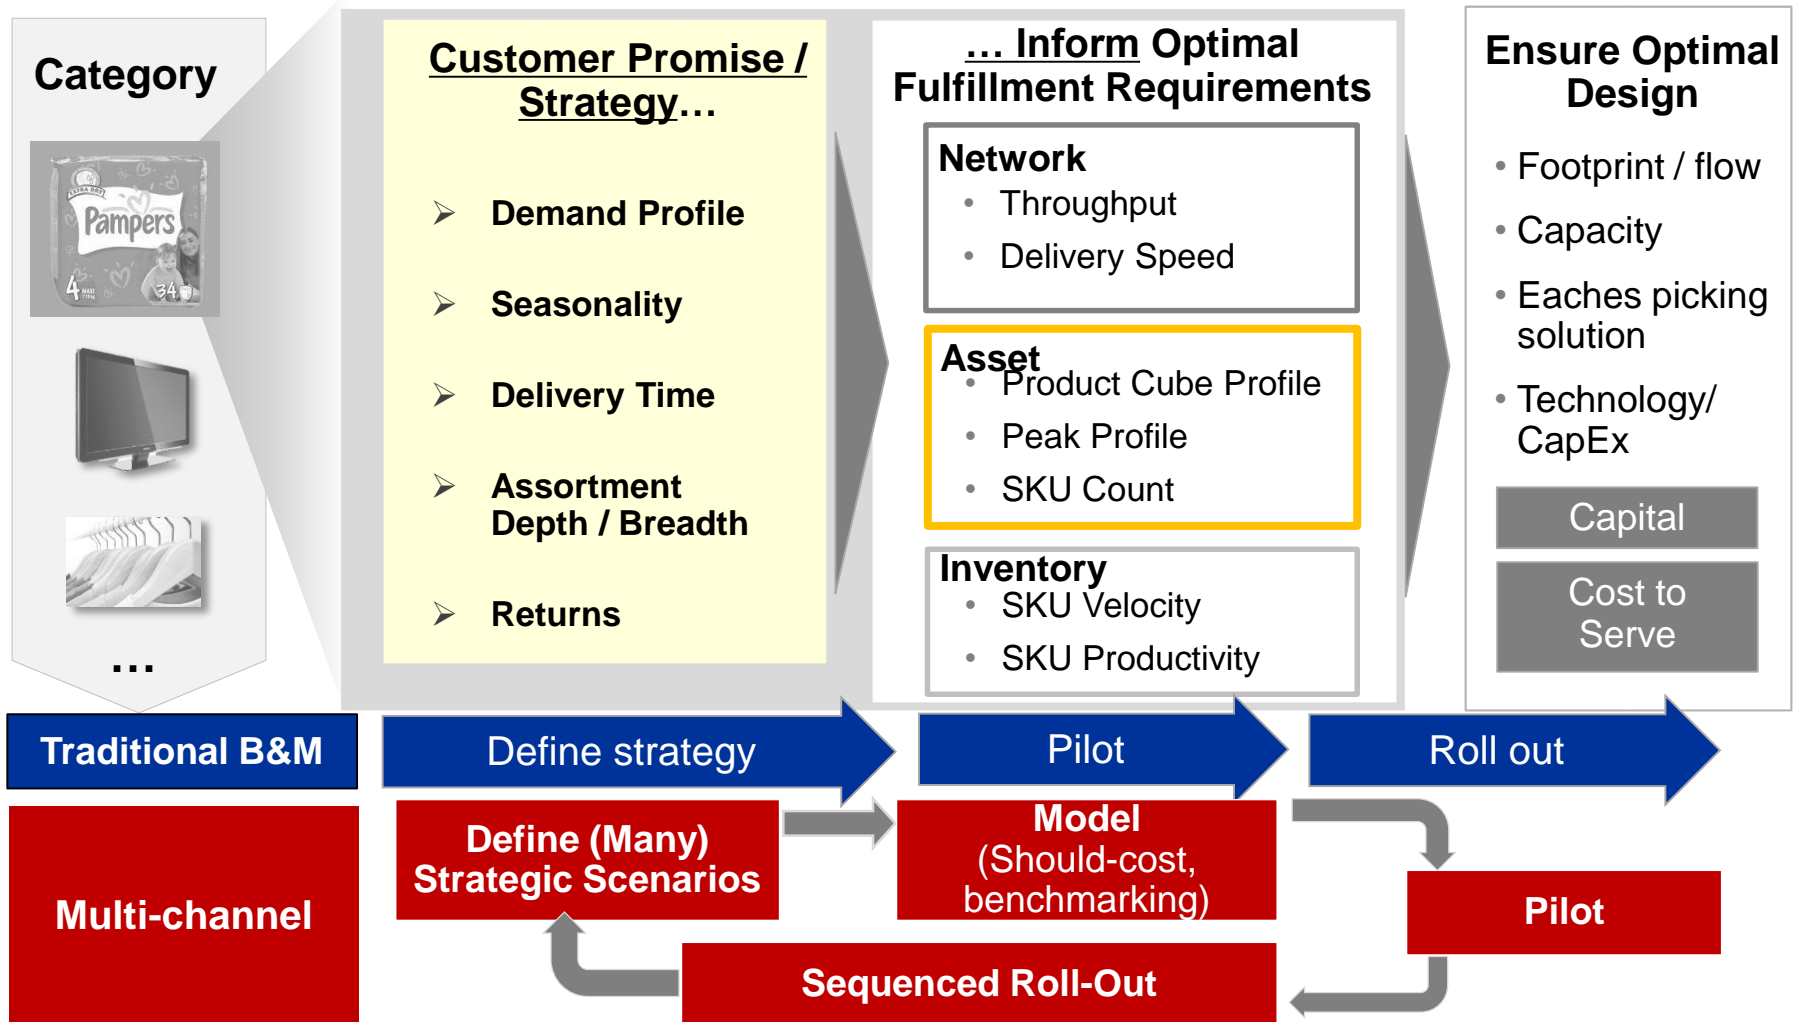 Category
EXTRA DRY
Pampers
4
MAXI
34
…
Customer Promise /
Strategy…
➢ Demand Profile
➢ Seasonality
➢ Delivery Time
➢ Assortment
Depth / Breadth
➢ Returns
… Inform Optimal
Fulfillment Requirements
Network
• Throughput
• Delivery Speed
Asset
• Product Cube Profile
• Peak Profile
• SKU Count
Inventory
• SKU Velocity
• SKU Productivity
Ensure Optimal
Design
• Footprint / flow
• Capacity
• Eaches picking
solution
• Technology/
CapEx
Capital
Cost to
Serve
Traditional B&M
Define strategy
Pilot
Roll out
Multi-channel
Define (Many)
Strategic Scenarios
Model
(Should-cost,
benchmarking)
Pilot
Sequenced Roll-Out